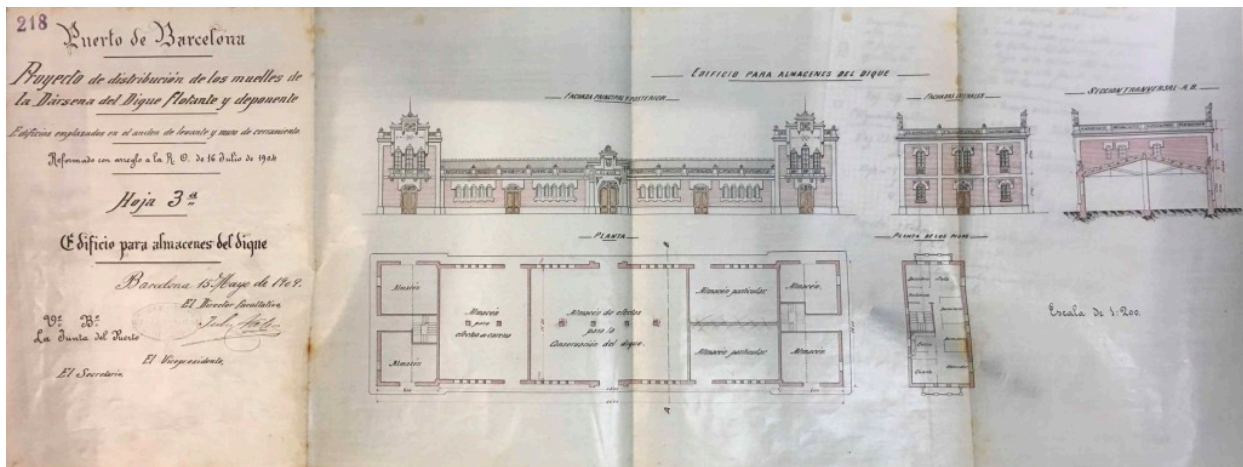 218
Puerto de Barcelona
Proyecto de distribución de los muelles de
la Dársena del Dique flotante y deponente
Edificios emplazados en el anden de levante y muro de cerramiento.
Reformado con arreglo a la R. O. de 16 Julio de 1904
Hoja 3ª
Edificio para almacenes del dique
Barcelona 15 Mayo de 1909.
El Director facultativo
Vº Bº
La Junta del Puerto
El Vicepresidente,
El Secretario
EDIFICIO PARA ALMACENES DEL DIQUE
FACHADA PRINCIPAL Y POSTERIOR
FACHADAS LATERALES
SECCION TRANVERSAL-A.B.
PLANTA
PLANTA DE LOS PISOS
Almacén
Almacén
Almacén
para
efectos de carena
Almacén de efectos
para la
Conservación del dique.
Almacén particular.
Almacén particular.
Almacén
Almacén
A
Escala de 1:200.